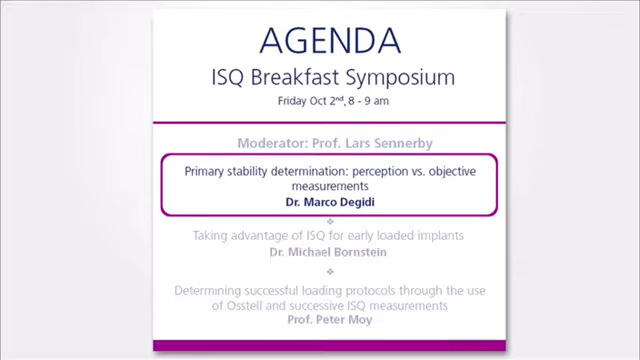 AGENDA
ISQ Breakfast Symposium
Friday Oct 2nd, 8 - 9 am
Moderator: Prof. Lars Sennerby
Primary stability determination: perception vs. objective
measurements
Dr. Marco Degidi
Taking advantage of ISQ for early loaded implants
Dr. Michael Bornstein
Determining successful loading protocols through the use
of Osstell and successive ISQ measurements
Prof. Peter Moy